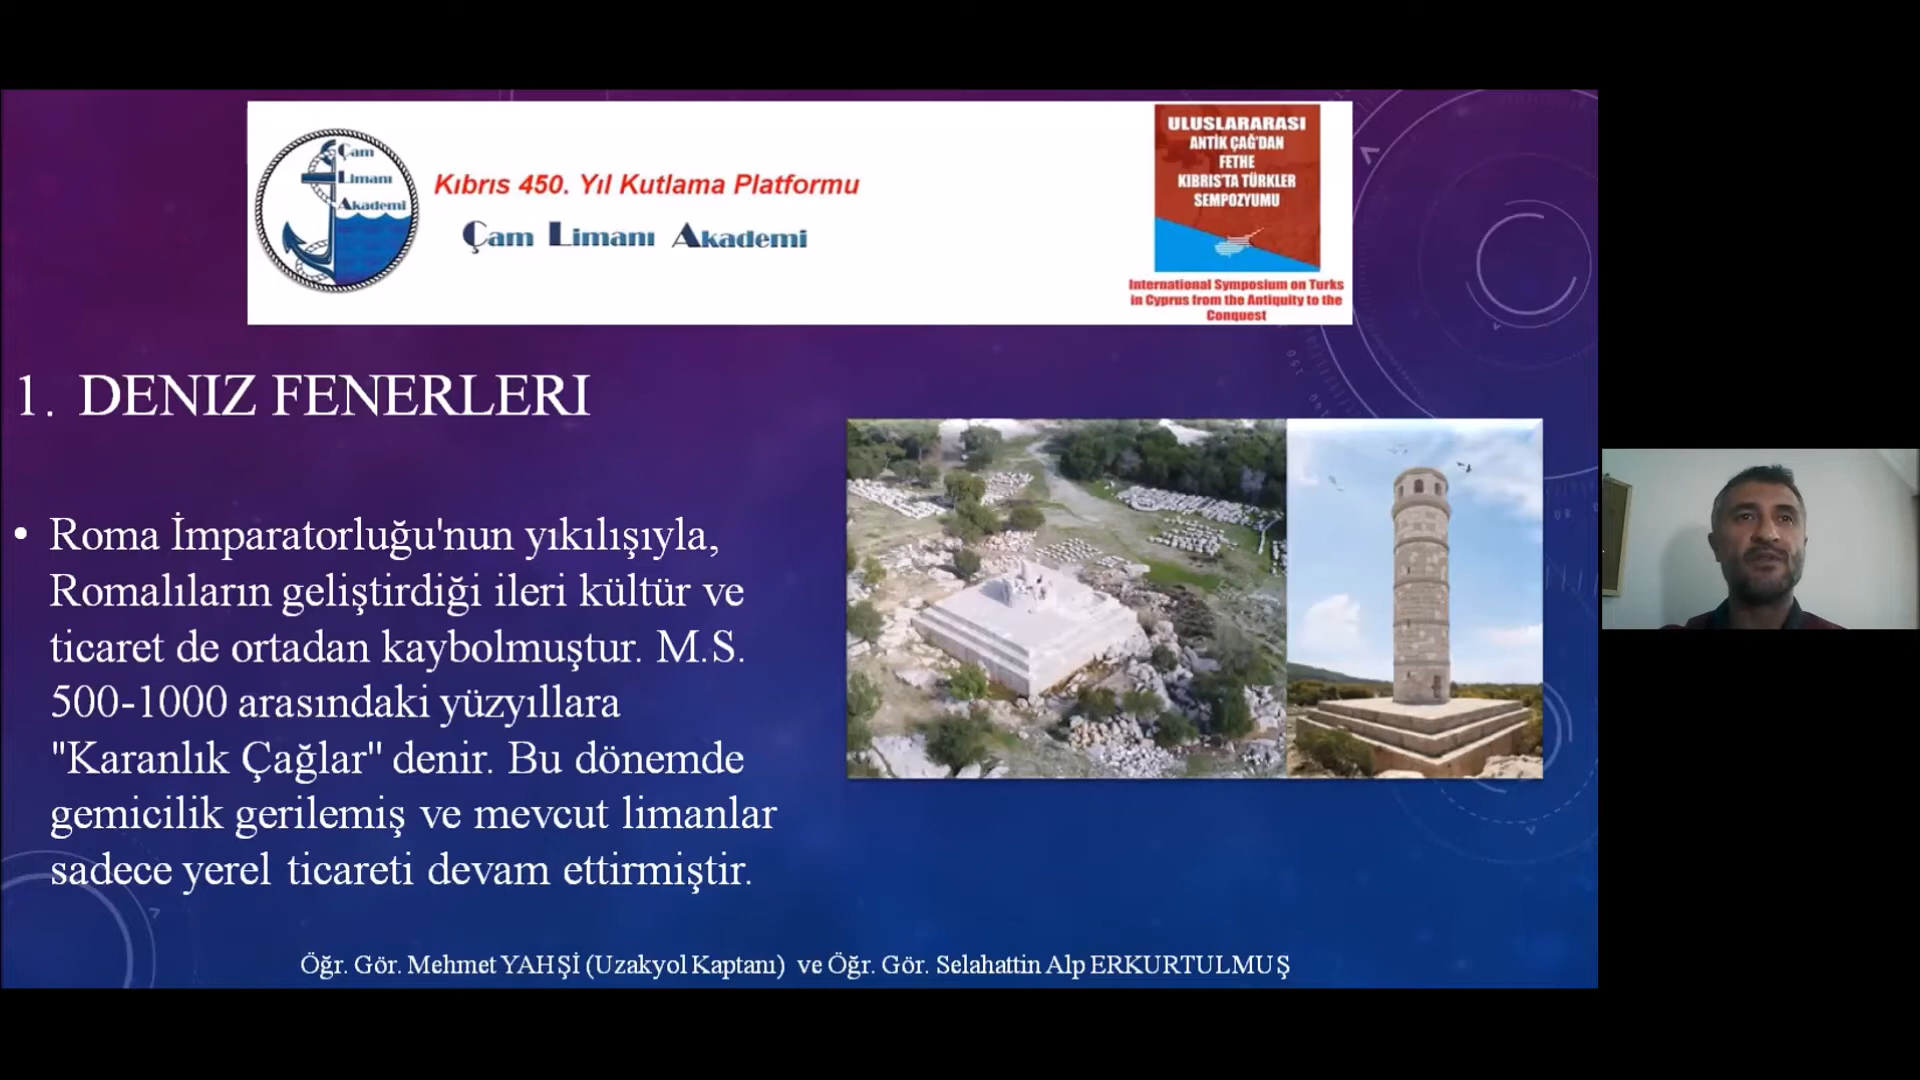 Çam
Limanı
Akademi
Kıbrıs 450. Yıl Kutlama Platformu
Çam Limanı Akademi
ULUSLARARASI
ANTİK ÇAĞ'DAN
FETHE
KIBRIS'TA TÜRKLER
SEMPOZYUMU
International Symposium on Turks
in Cyprus from the Antiquity to the
Conquest
1. DENIZ FENERLERI
• Roma İmparatorluğu'nun yıkılışıyla,
Romalıların geliştirdiği ileri kültür ve
ticaret de ortadan kaybolmuştur. M.S.
500-1000 arasındaki yüzyıllara
"Karanlık Çağlar" denir. Bu dönemde
gemicilik gerilemiş ve mevcut limanlar
sadece yerel ticareti devam ettirmiştir.
Öğr. Gör. Mehmet YAHŞİ (Uzakyol Kaptanı) ve Öğr. Gör. Selahattin Alp ERKURTULMUŞ